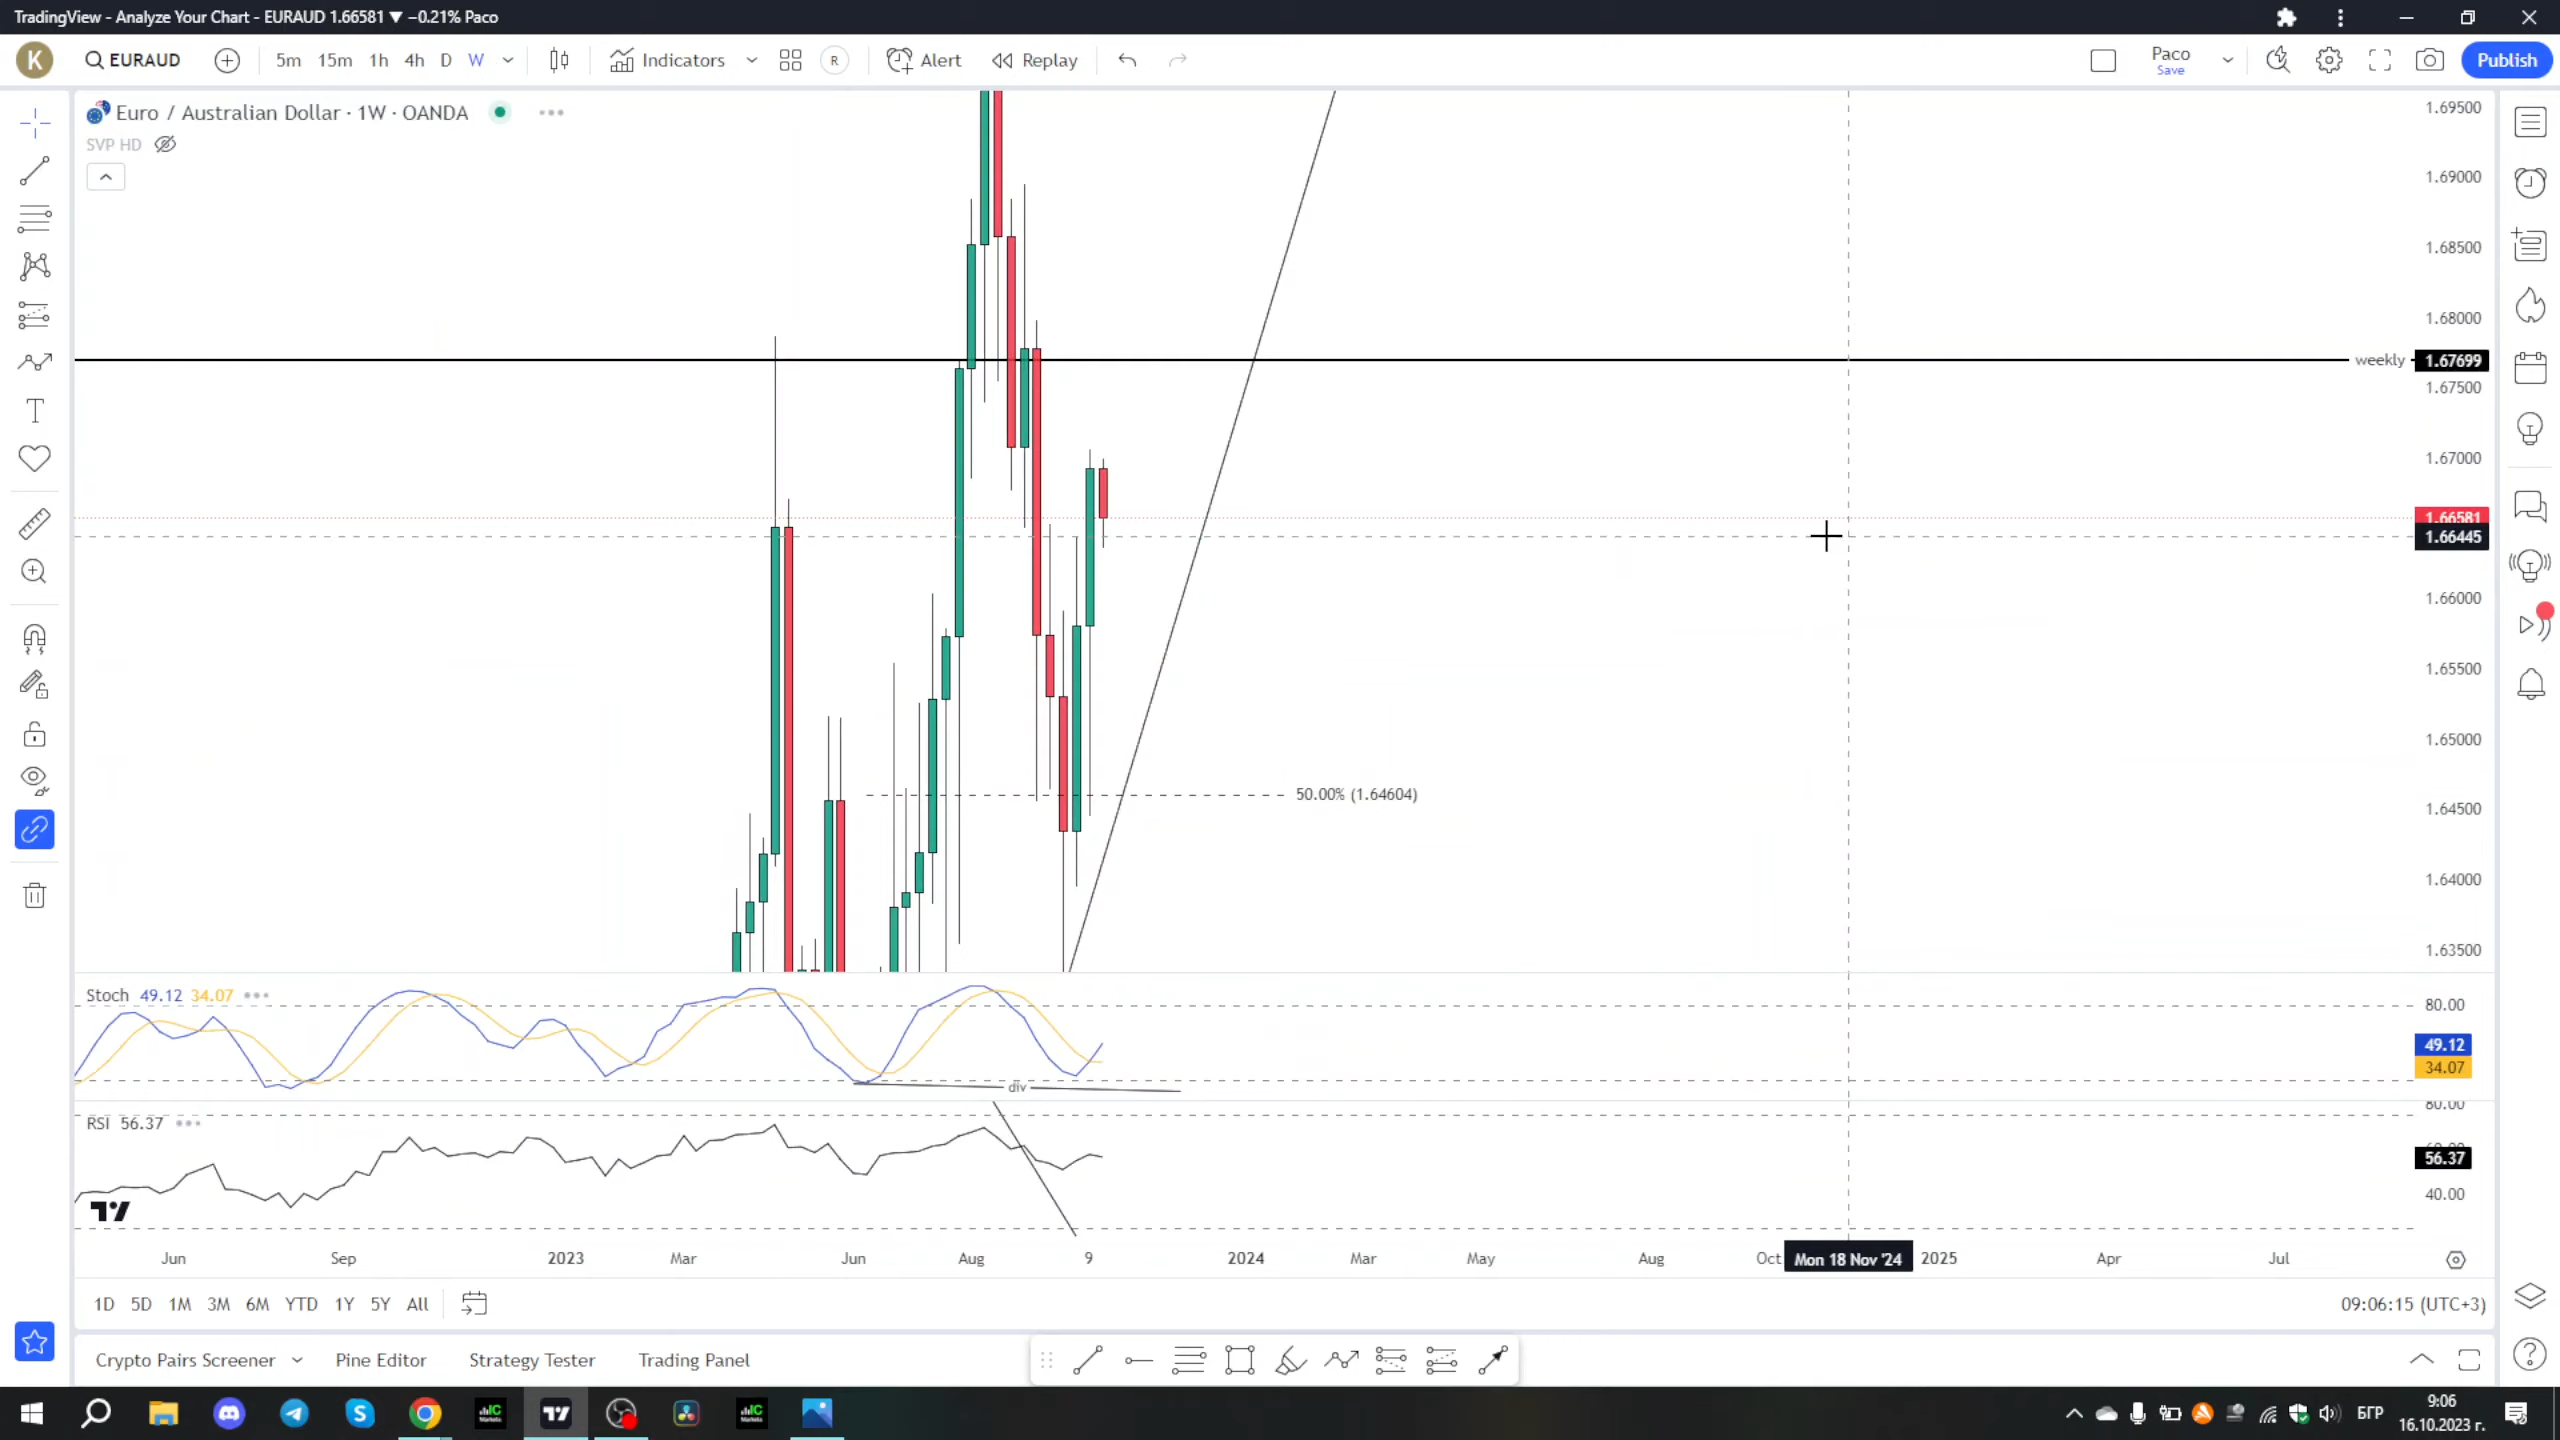 TradingView - Analyze Your Chart - EURAUD 1.66581 ▼ −0.21% Paco
K
EURAUD
5m 15m 1h 4h D W
Indicators
R
Alert
Replay
Paco
Save
Publish
Euro / Australian Dollar · 1W · OANDA
SVP HD
1.69500
1.69000
1.68500
1.68000
weekly
1.67699
1.67500
1.67000
1.66581
1.66445
1.66000
1.65500
1.65000
50.00% (1.64604)
1.64500
1.64000
1.63500
Stoch 49.12 34.07
80.00
49.12
34.07
div
RSI 56.37
80.00
56.37
40.00
Jun Sep 2023 Mar Jun Aug 9 2024 Mar May Aug Oct Mon 18 Nov '24 2025 Apr Jul
1D 5D 1M 3M 6M YTD 1Y 5Y All
09:06:15 (UTC+3)
Crypto Pairs Screener
Pine Editor
Strategy Tester
Trading Panel
БГР
9:06
16.10.2023 г.